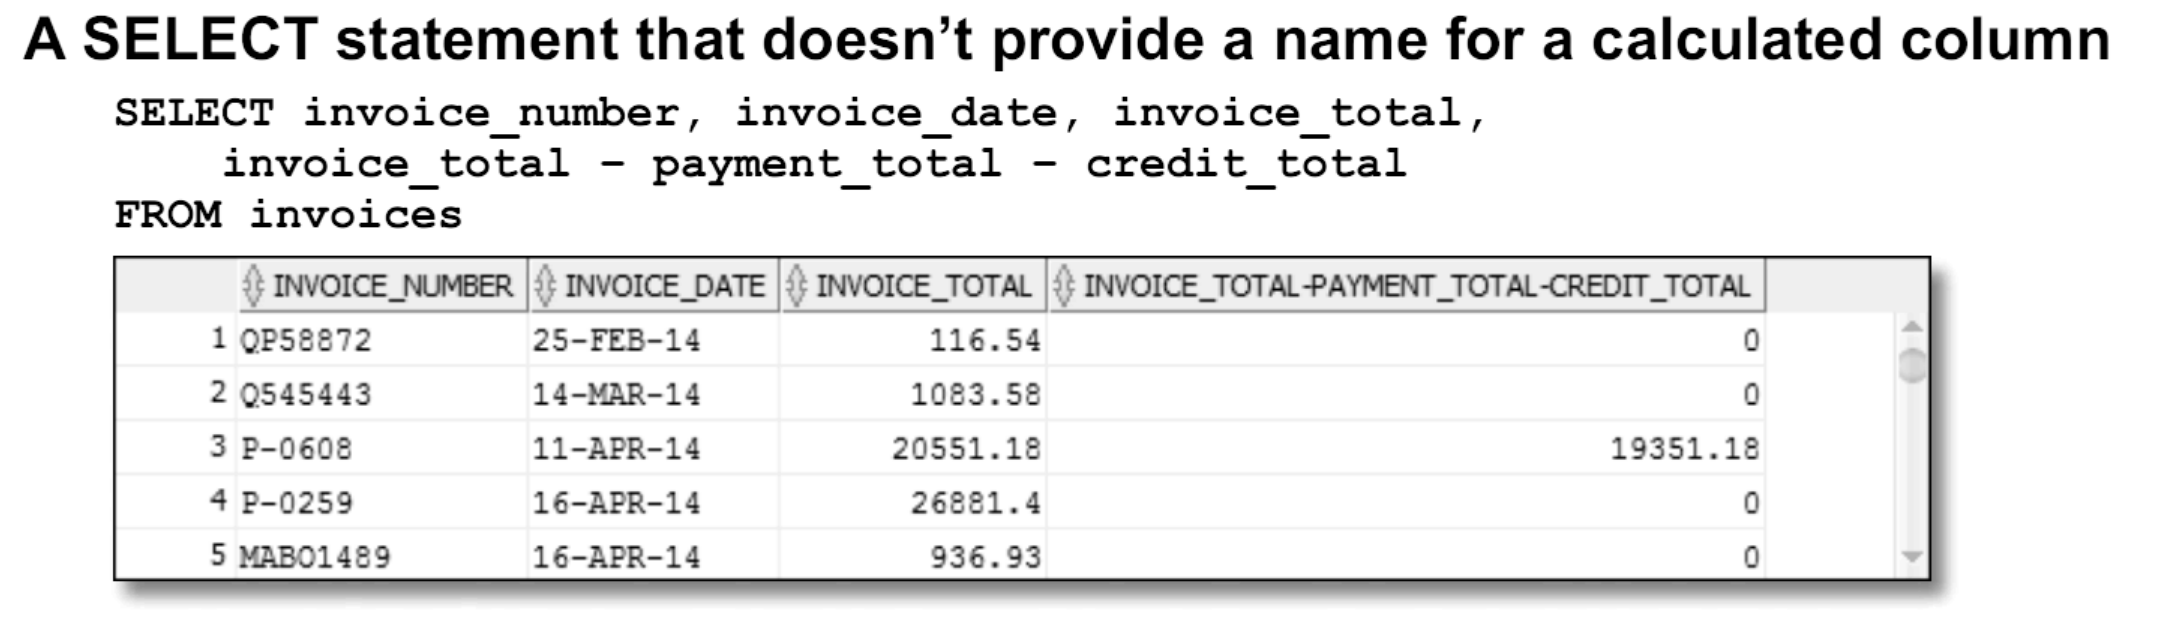 A SELECT statement that doesn’t provide a name for a calculated column
SELECT invoice_number, invoice_date, invoice_total,
invoice_total – payment_total – credit_total
FROM invoices
INVOICE_NUMBER INVOICE_DATE INVOICE_TOTAL INVOICE_TOTAL-PAYMENT_TOTAL-CREDIT_TOTAL
1 QP58872 25-FEB-14 116.54 0
2 Q545443 14-MAR-14 1083.58 0
3 P-0608 11-APR-14 20551.18 19351.18
4 P-0259 16-APR-14 26881.4 0
5 MABO1489 16-APR-14 936.93 0